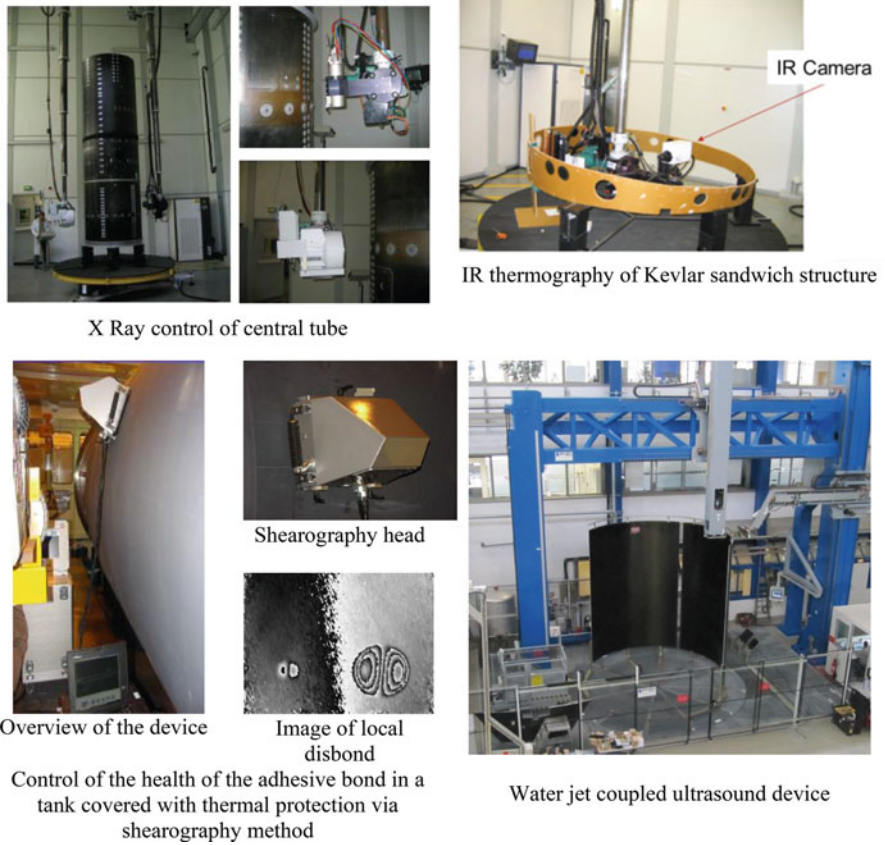 IR Camera
IR thermography of Kevlar sandwich structure
X Ray control of central tube
Shearography head
Overview of the device
Image of local
disbond
Control of the health of the adhesive bond in a
tank covered with thermal protection via
shearography method
Water jet coupled ultrasound device